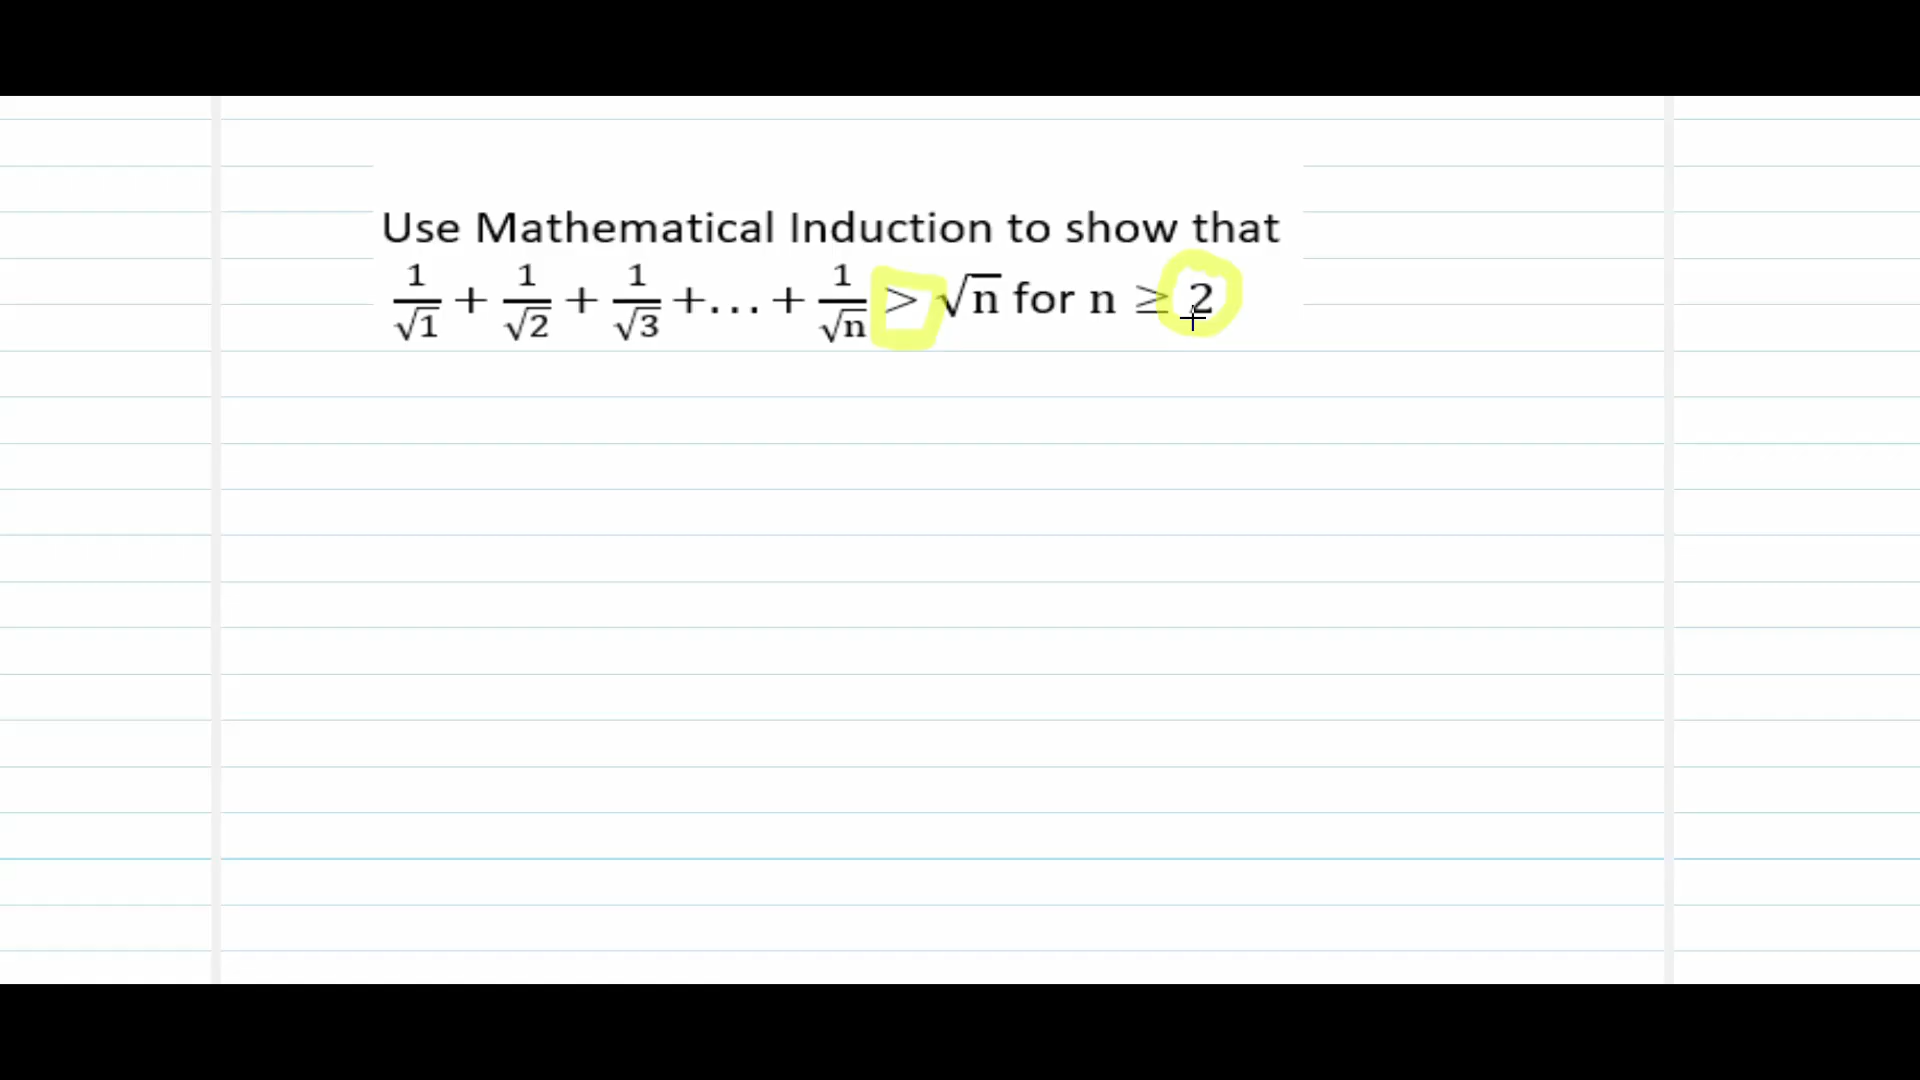 Use Mathematical Induction to show that
1/√1 + 1/√2 + 1/√3 +...+ 1/√n > √n for n ≥ 2